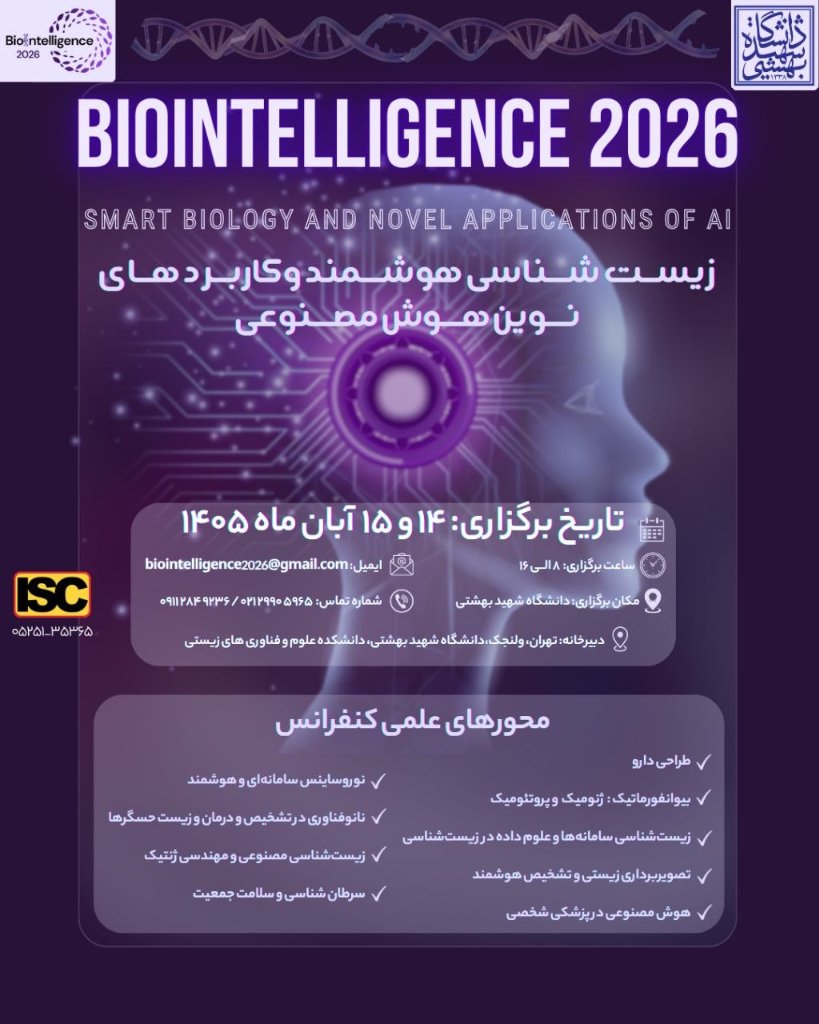 BioIntelligence
2026
دانشگاه شهید بهشتی
۱۳۳۸
BIOINTELLIGENCE 2026
SMART BIOLOGY AND NOVEL APPLICATIONS OF AI
زیست شناسی هوشمند و کاربرد های
نوین هوش مصنوعی
تاریخ برگزاری: ۱۴ و ۱۵ آبان ماه ۱۴۰۵
ساعت برگزاری: ۸ الی ۱۶
ایمیل: biointelligence2026@gmail.com
مکان برگزاری: دانشگاه شهید بهشتی
شماره تماس: ۰۲۱۲۹۹۰۵۹۶۵ / ۰۹۱۱۲۸۴۹۲۳۶
دبیرخانه: تهران، ولنجک، دانشگاه شهید بهشتی، دانشکده علوم و فناوری های زیستی
ISC
۰۵۲۵۱_۳۵۳۶۵
محورهای علمی کنفرانس
طراحی دارو
بیوانفورماتیک : ژنومیک و پروتئومیک
زیست‌شناسی سامانه‌ها و علوم داده در زیست‌شناسی
تصویربرداری زیستی و تشخیص هوشمند
هوش مصنوعی در پزشکی شخصی
نوروساینس سامانه‌ای و هوشمند
نانوفناوری در تشخیص و درمان و زیست حسگرها
زیست‌شناسی مصنوعی و مهندسی ژنتیک
سرطان شناسی و سلامت جمعیت